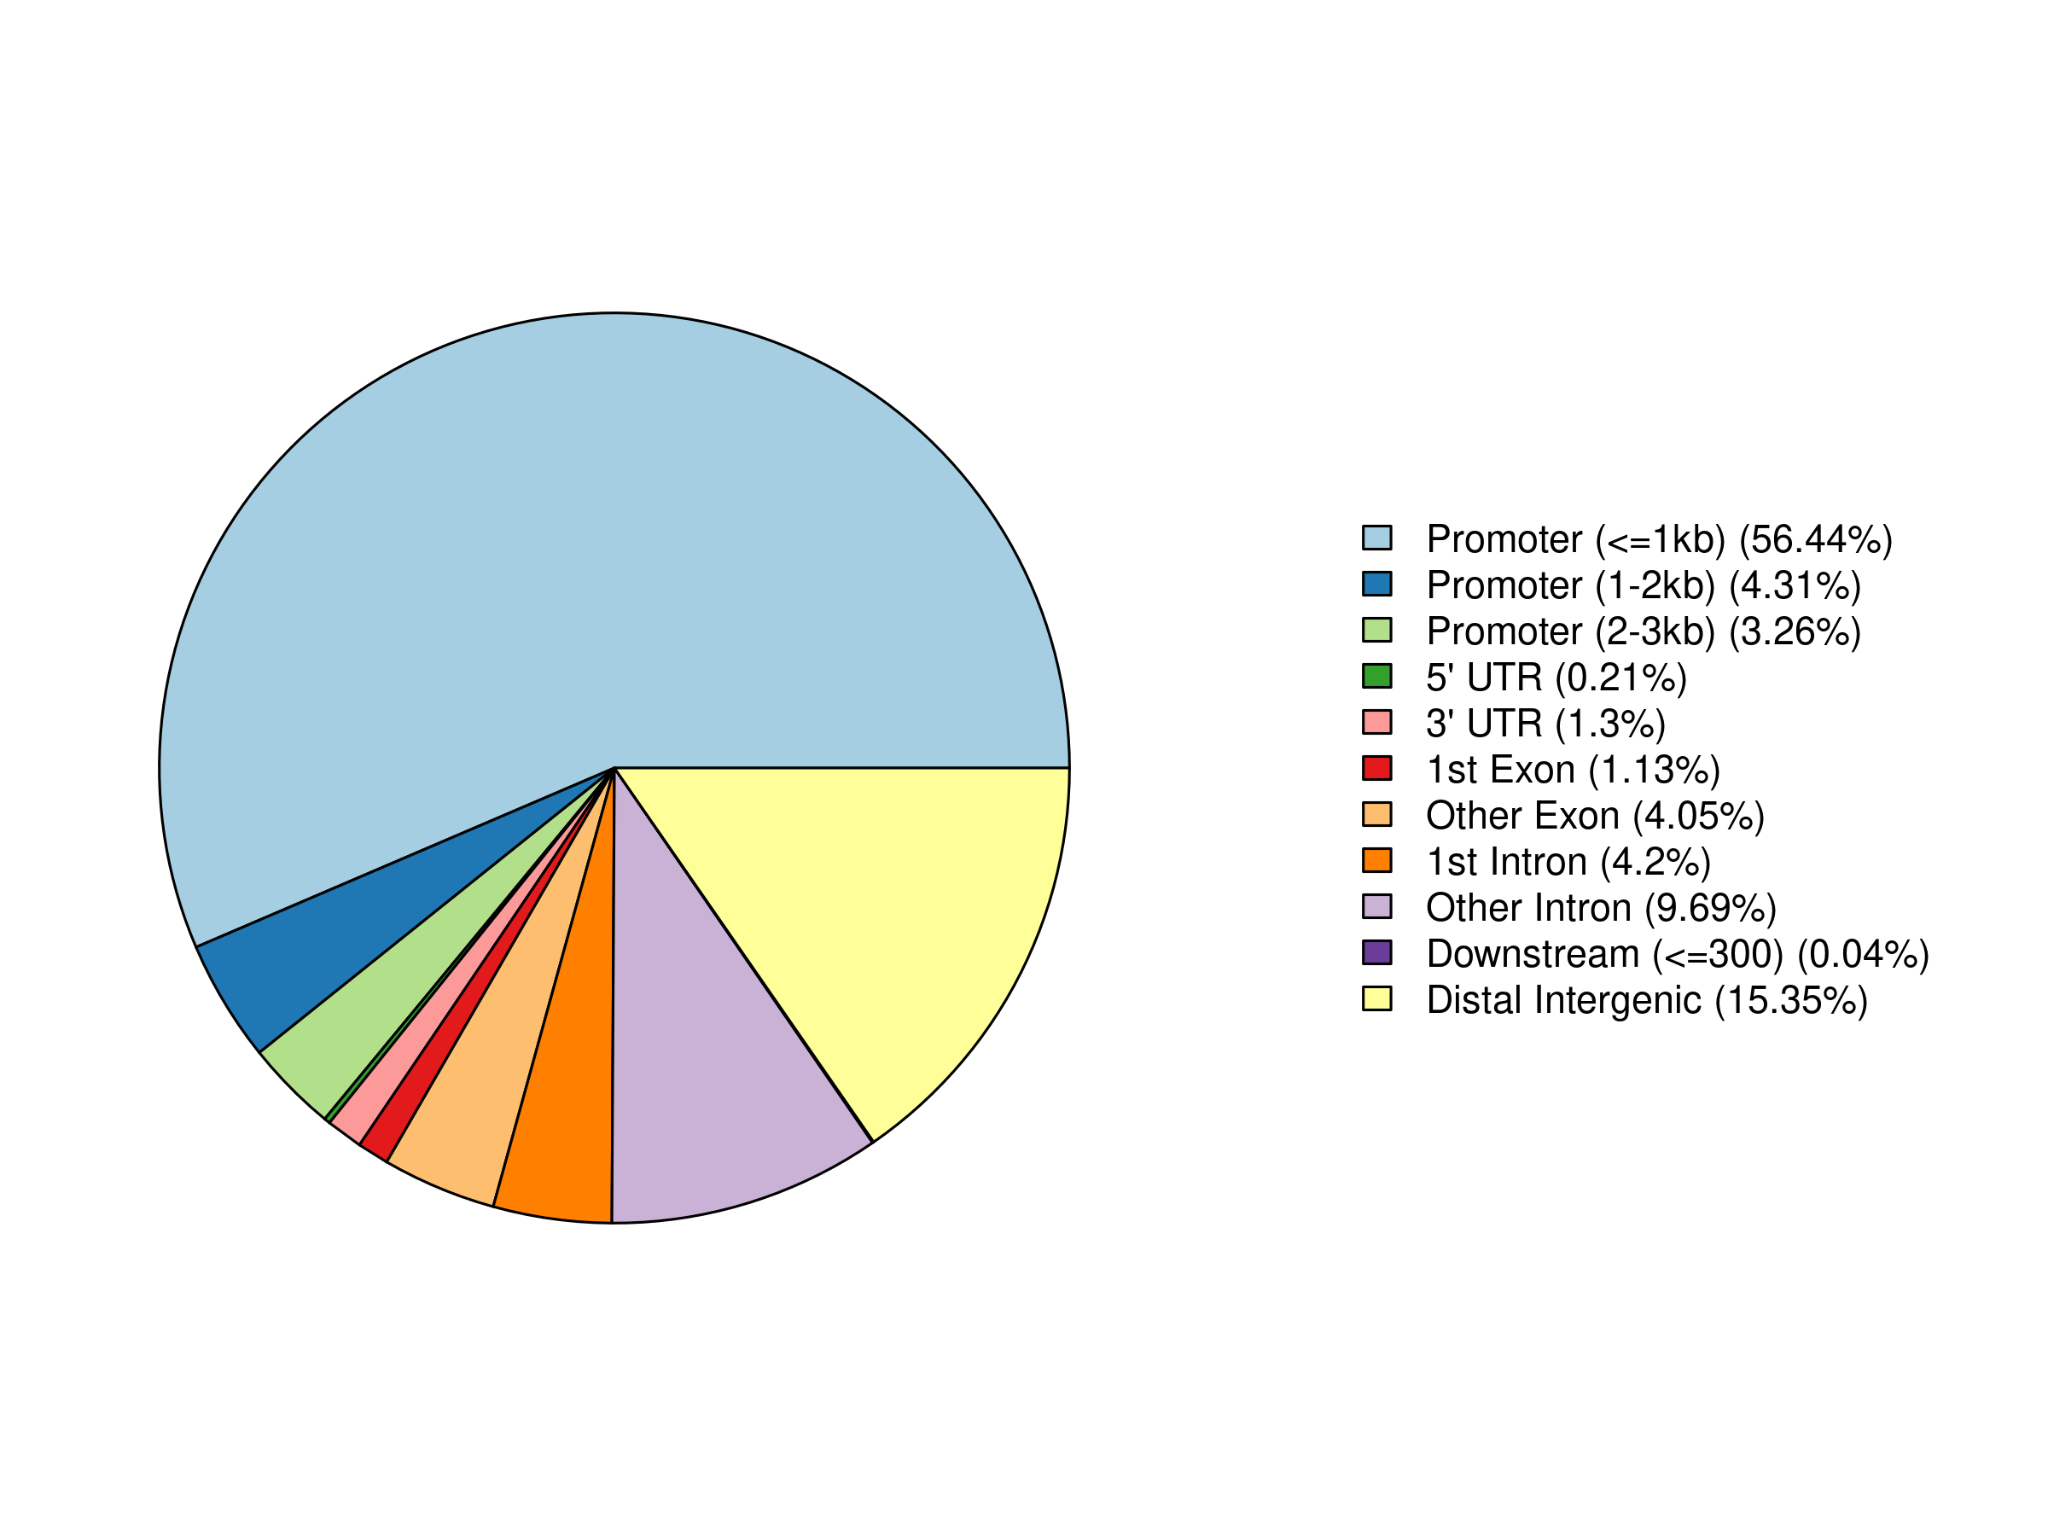 Promoter (<=1kb) (56.44%)
Promoter (1-2kb) (4.31%)
Promoter (2-3kb) (3.26%)
5' UTR (0.21%)
3' UTR (1.3%)
1st Exon (1.13%)
Other Exon (4.05%)
1st Intron (4.2%)
Other Intron (9.69%)
Downstream (<=300) (0.04%)
Distal Intergenic (15.35%)